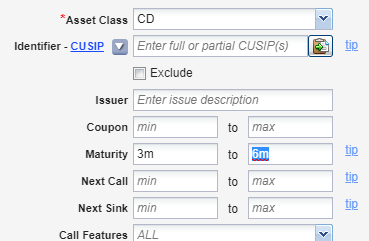 *Asset Class CD
Identifier - CUSIP Enter full or partial CUSIP(s) tip
Exclude
Issuer Enter issue description
Coupon min to max
Maturity 3m to 6m tip
Next Call min to max tip
Next Sink min to max tip
Call Features ALL